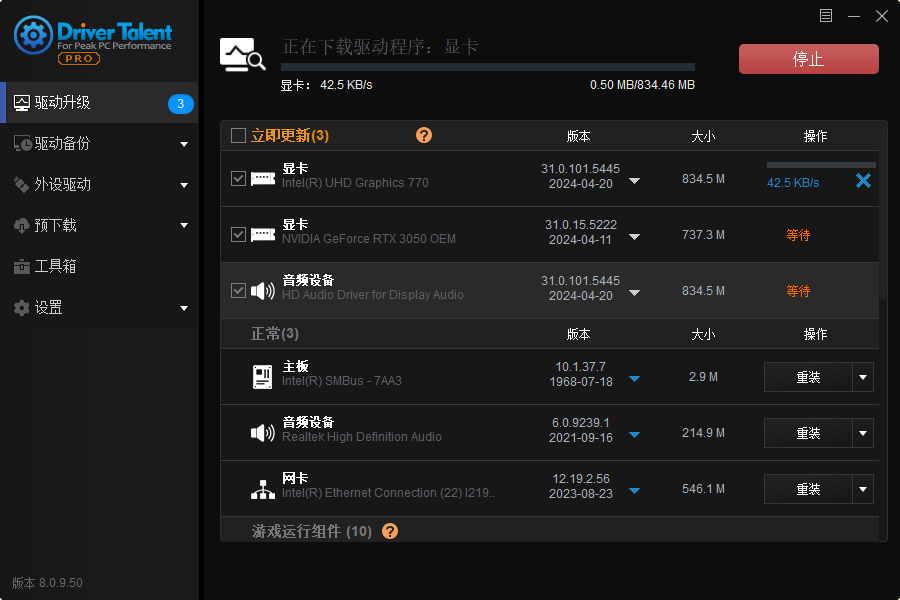 Driver Talent
For Peak PC Performance
PRO
驱动升级 3
驱动备份
外设驱动
预下载
工具箱
设置
版本 8.0.9.50
正在下载驱动程序：显卡
显卡： 42.5 KB/s 0.50 MB/834.46 MB
停止
立即更新(3) ? 版本 大小 操作
显卡
Intel(R) UHD Graphics 770
31.0.101.5445
2024-04-20
834.5 M
42.5 KB/s
显卡
NVIDIA GeForce RTX 3050 OEM
31.0.15.5222
2024-04-11
737.3 M
等待
音频设备
HD Audio Driver for Display Audio
31.0.101.5445
2024-04-20
834.5 M
等待
正常(3) 版本 大小 操作
主板
Intel(R) SMBus - 7AA3
10.1.37.7
1968-07-18
2.9 M
重装
音频设备
Realtek High Definition Audio
6.0.9239.1
2021-09-16
214.9 M
重装
网卡
Intel(R) Ethernet Connection (22) I219..
12.19.2.56
2023-08-23
546.1 M
重装
游戏运行组件 (10) ?